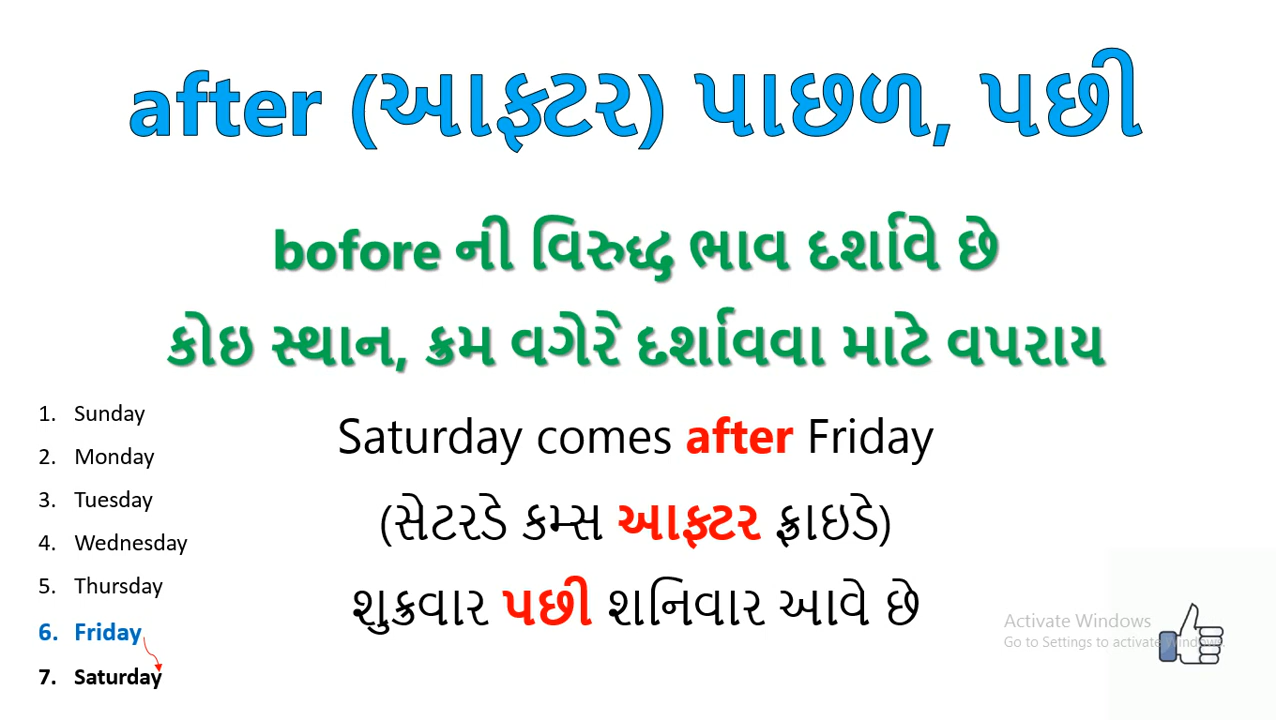 after (આફ્ટર) પાછળ, પછી
bofore ની વિરુદ્ધ ભાવ દર્શાવે છે
કોઇ સ્થાન, ક્રમ વગેરે દર્શાવવા માટે વપરાય
1. Sunday
2. Monday
3. Tuesday
4. Wednesday
5. Thursday
6. Friday
7. Saturday
Saturday comes after Friday
(સેટરડે કમ્સ આફ્ટર ફ્રાઇડે)
શુક્રવાર પછી શનિવાર આવે છે
Activate Windows
Go to Settings to activate Windows.